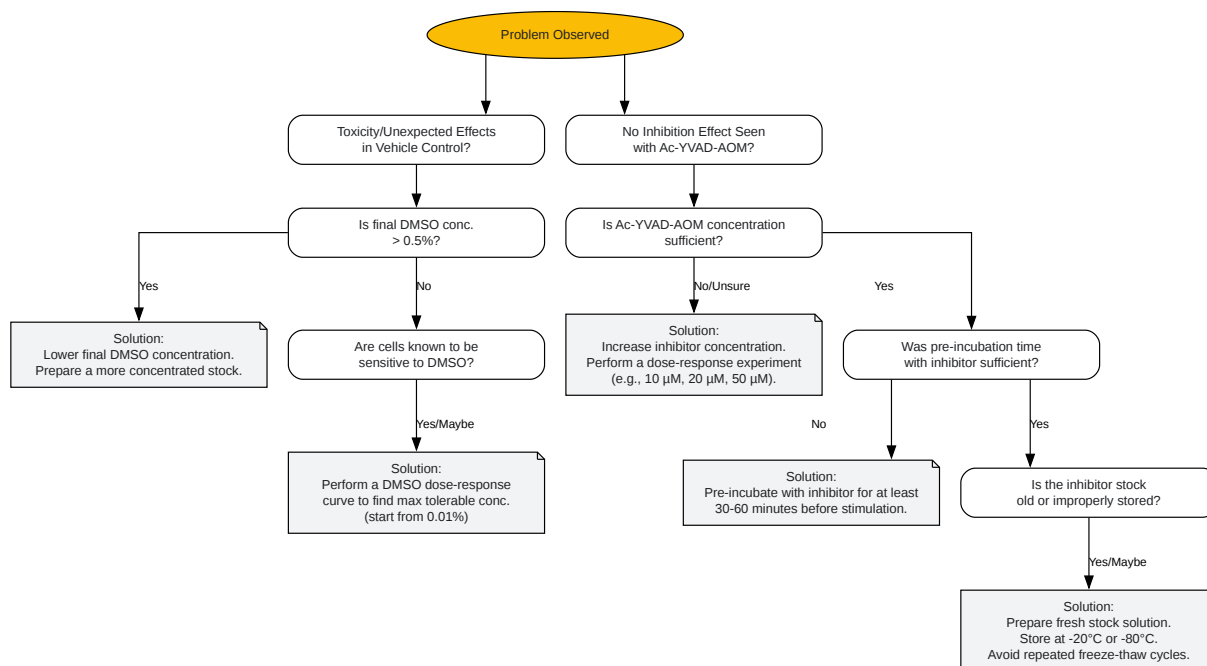 Problem Observed
Toxicity/Unexpected Effects
in Vehicle Control?
No Inhibition Effect Seen
with Ac-YVAD-AOM?
Is final DMSO conc.
> 0.5%?
Is Ac-YVAD-AOM concentration
sufficient?
Yes
No
No/Unsure
Yes
Solution:
Lower final DMSO concentration.
Prepare a more concentrated stock.
Are cells known to be
sensitive to DMSO?
Solution:
Increase inhibitor concentration.
Perform a dose-response experiment
(e.g., 10 µM, 20 µM, 50 µM).
Was pre-incubation time
with inhibitor sufficient?
Yes/Maybe
No
Yes
Solution:
Perform a DMSO dose-response
curve to find max tolerable conc.
(start from 0.01%)
Solution:
Pre-incubate with inhibitor for at least
30-60 minutes before stimulation.
Is the inhibitor stock
old or improperly stored?
Yes/Maybe
Solution:
Prepare fresh stock solution.
Store at -20°C or -80°C.
Avoid repeated freeze-thaw cycles.